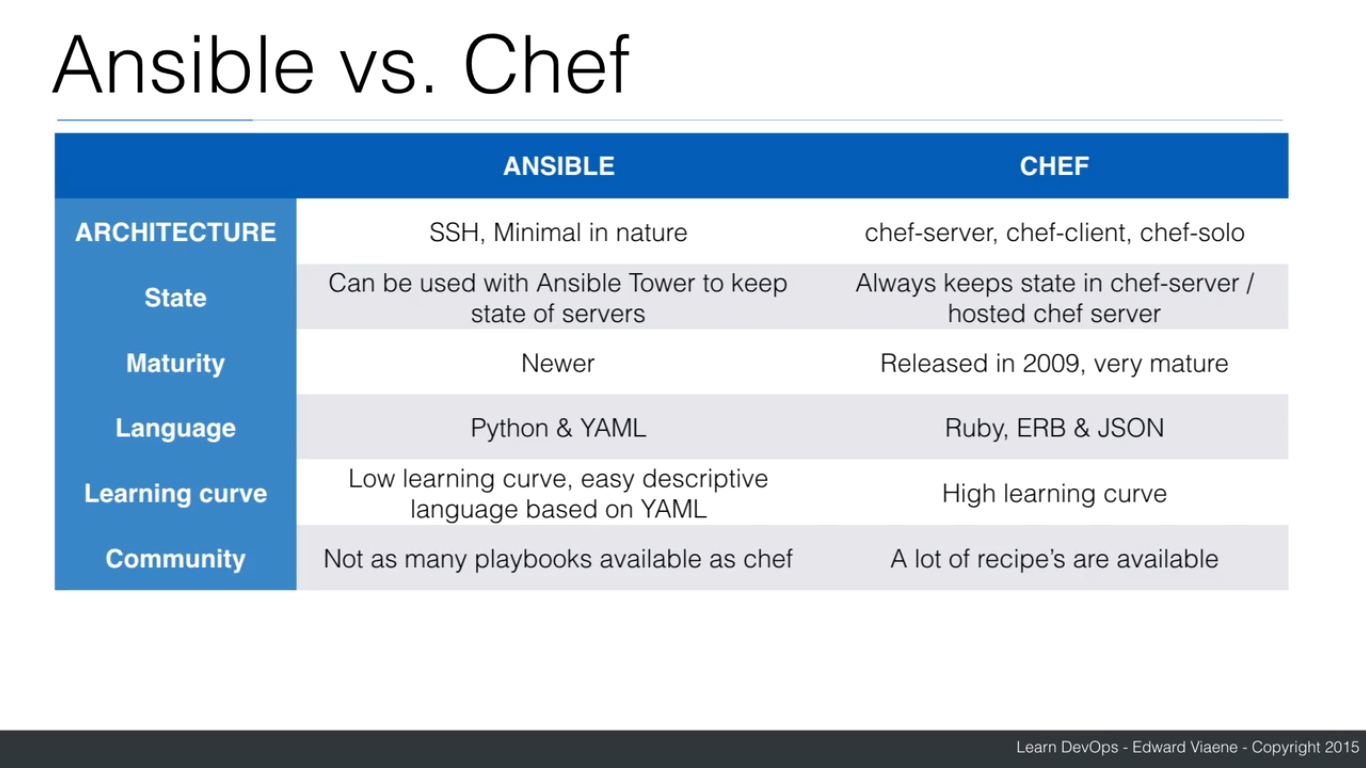 Ansible vs. Chef
ANSIBLE CHEF
ARCHITECTURE SSH, Minimal in nature chef-server, chef-client, chef-solo
State Can be used with Ansible Tower to keep state of servers Always keeps state in chef-server / hosted chef server
Maturity Newer Released in 2009, very mature
Language Python & YAML Ruby, ERB & JSON
Learning curve Low learning curve, easy descriptive language based on YAML High learning curve
Community Not as many playbooks available as chef A lot of recipe's are available
Learn DevOps - Edward Viaene - Copyright 2015